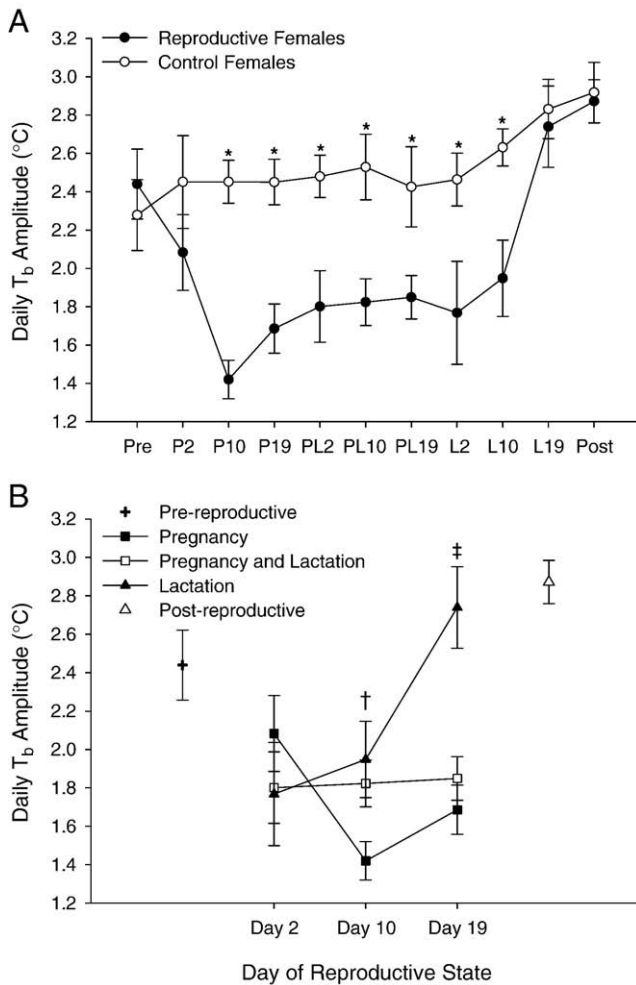 A
Reproductive Females
Control Females
Daily Tb Amplitude (°C)
3.2
3.0
2.8
2.6
2.4
2.2
2.0
1.8
1.6
1.4
1.2
* * * * * * *
Pre P2 P10 P19 PL2 PL10 PL19 L2 L10 L19 Post
B
Pre-reproductive
Pregnancy
Pregnancy and Lactation
Lactation
Post-reproductive
Daily Tb Amplitude (°C)
3.2
3.0
2.8
2.6
2.4
2.2
2.0
1.8
1.6
1.4
1.2
‡
†
Day 2 Day 10 Day 19
Day of Reproductive State